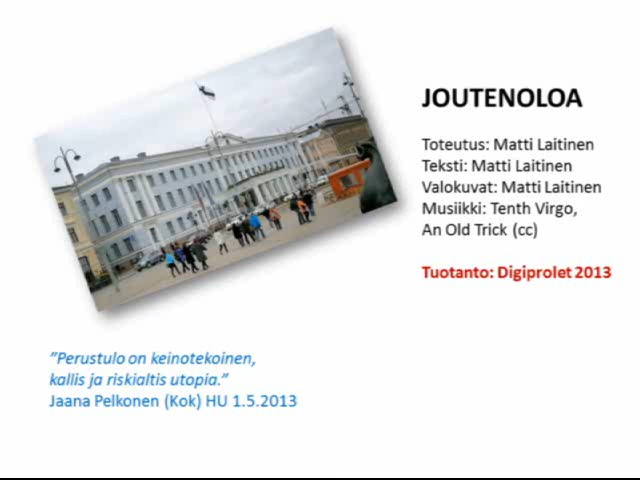 JOUTENOLOA
Toteutus: Matti Laitinen
Teksti: Matti Laitinen
Valokuvat: Matti Laitinen
Musiikki: Tenth Virgo,
An Old Trick (cc)
Tuotanto: Digiprolet 2013
”Perustulo on keinotekoinen,
kallis ja riskialtis utopia.”
Jaana Pelkonen (Kok) HU 1.5.2013